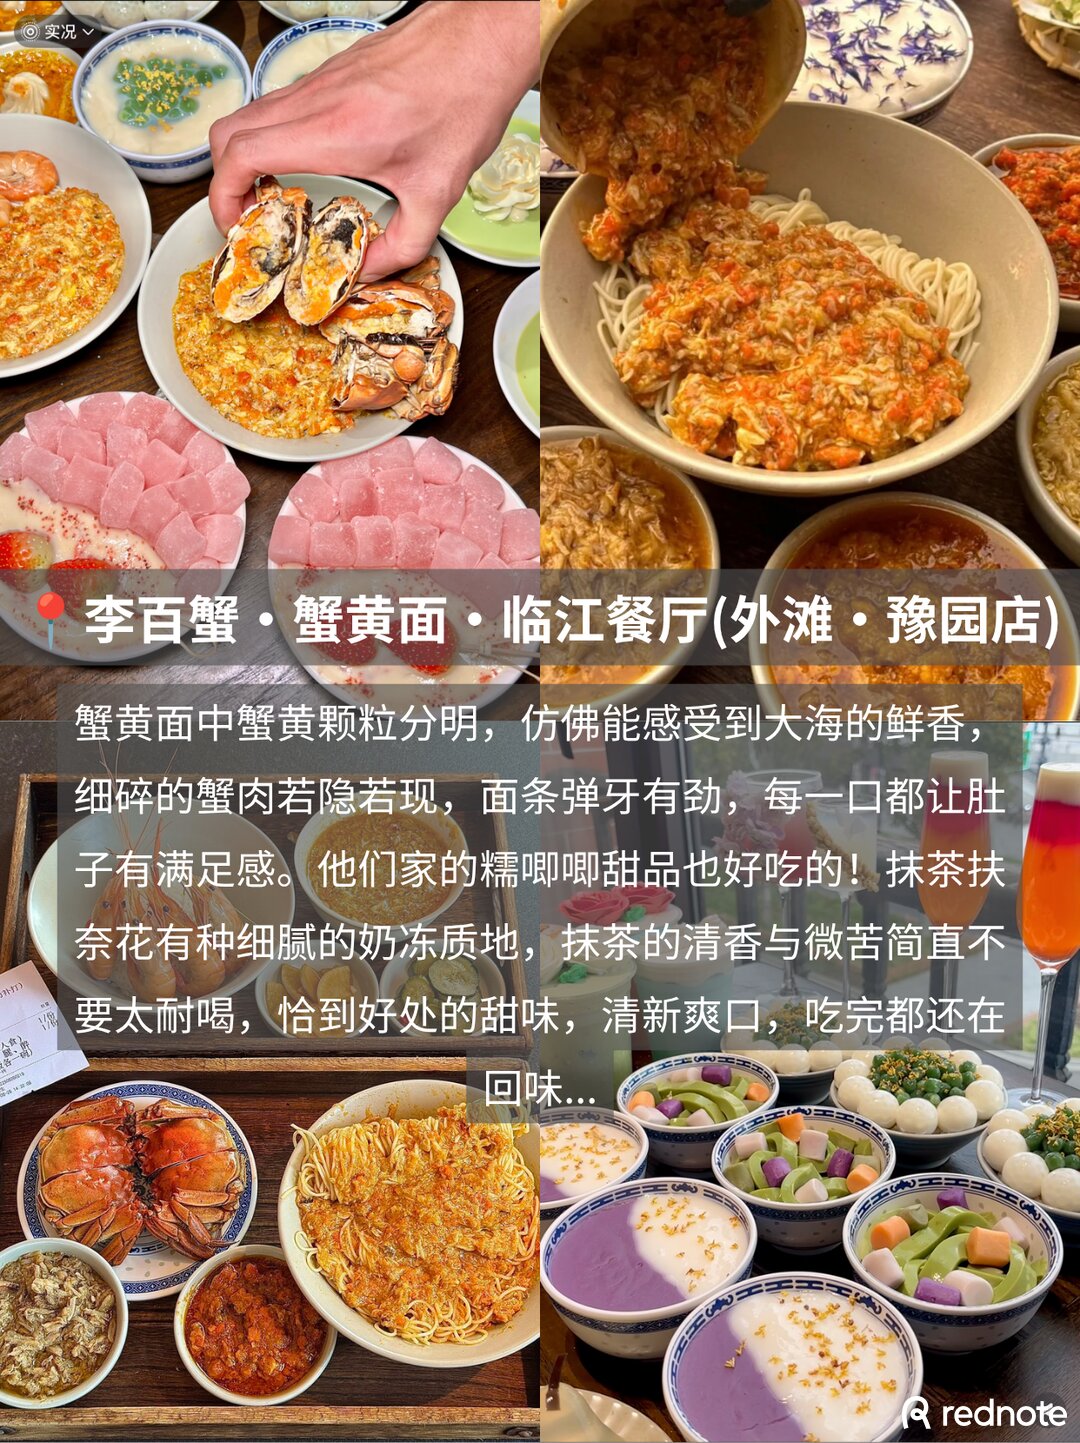 实况
📍李百蟹·蟹黄面·临江餐厅(外滩·豫园店)
蟹黄面中蟹黄颗粒分明，仿佛能感受到大海的鲜香，
细碎的蟹肉若隐若现，面条弹牙有劲，每一口都让肚
子有满足感。他们家的糯唧唧甜品也好吃的！抹茶扶
奈花有种细腻的奶冻质地，抹茶的清香与微苦简直不
要太耐喝，恰到好处的甜味，清新爽口，吃完都还在
回味...
rednote